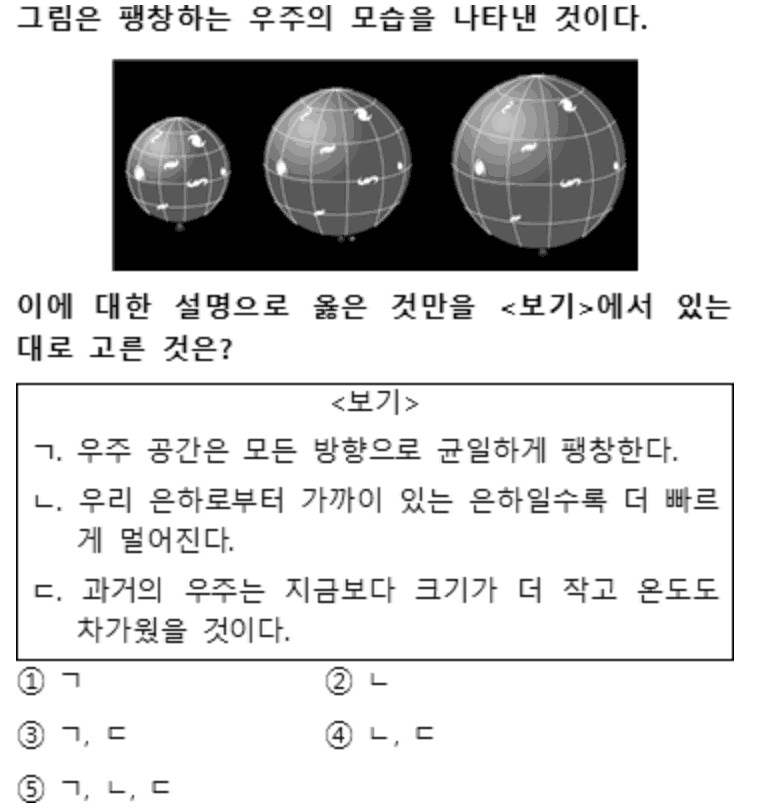 그림은 팽창하는 우주의 모습을 나타낸 것이다.
이에 대한 설명으로 옳은 것만을 <보기>에서 있는
대로 고른 것은?
<보기>
ㄱ. 우주 공간은 모든 방향으로 균일하게 팽창한다.
ㄴ. 우리 은하로부터 가까이 있는 은하일수록 더 빠르
게 멀어진다.
ㄷ. 과거의 우주는 지금보다 크기가 더 작고 온도도
차가웠을 것이다.
① ㄱ ② ㄴ
③ ㄱ, ㄷ ④ ㄴ, ㄷ
⑤ ㄱ, ㄴ, ㄷ